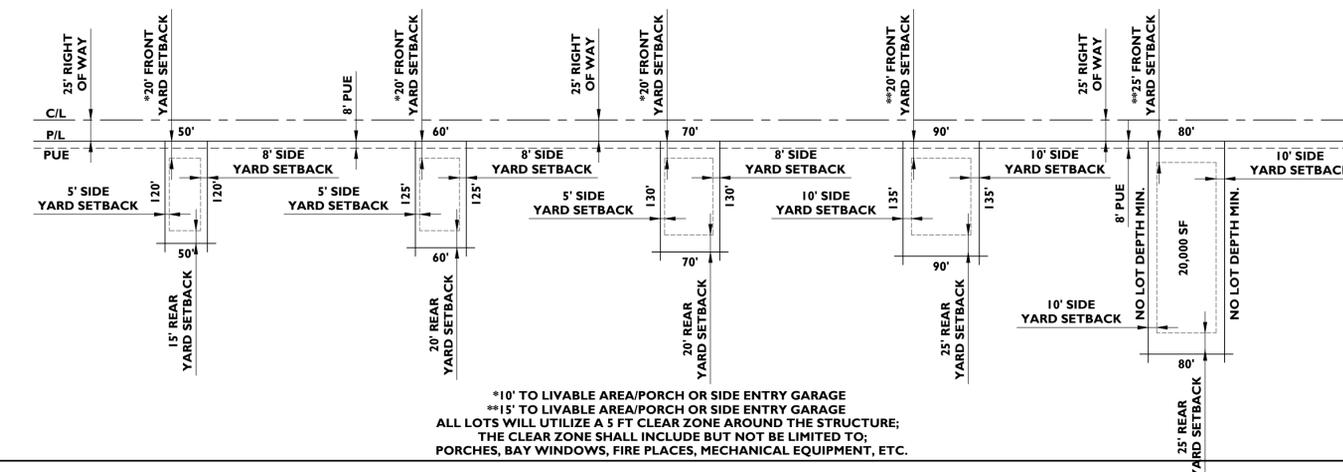 25' RIGHT
OF WAY
*20' FRONT
YARD SETBACK
8' PUE
*20' FRONT
YARD SETBACK
25' RIGHT
OF WAY
*20' FRONT
YARD SETBACK
**20' FRONT
YARD SETBACK
25' RIGHT
OF WAY
**25' FRONT
YARD SETBACK
C/L
P/L
PUE
50'
60'
70'
90'
80'
8' SIDE
YARD SETBACK
8' SIDE
YARD SETBACK
8' SIDE
YARD SETBACK
10' SIDE
YARD SETBACK
10' SIDE
YARD SETBACK
5' SIDE
YARD SETBACK
120'
120'
5' SIDE
YARD SETBACK
125'
125'
5' SIDE
YARD SETBACK
130'
130'
10' SIDE
YARD SETBACK
135'
135'
8' PUE
NO LOT DEPTH MIN.
20,000 SF
NO LOT DEPTH MIN.
10' SIDE
YARD SETBACK
50'
60'
70'
90'
80'
15' REAR
YARD SETBACK
20' REAR
YARD SETBACK
20' REAR
YARD SETBACK
25' REAR
YARD SETBACK
25' REAR
YARD SETBACK
*10' TO LIVABLE AREA/PORCH OR SIDE ENTRY GARAGE
**15' TO LIVABLE AREA/PORCH OR SIDE ENTRY GARAGE
ALL LOTS WILL UTILIZE A 5 FT CLEAR ZONE AROUND THE STRUCTURE;
THE CLEAR ZONE SHALL INCLUDE BUT NOT BE LIMITED TO;
PORCHES, BAY WINDOWS, FIRE PLACES, MECHANICAL EQUIPMENT, ETC.